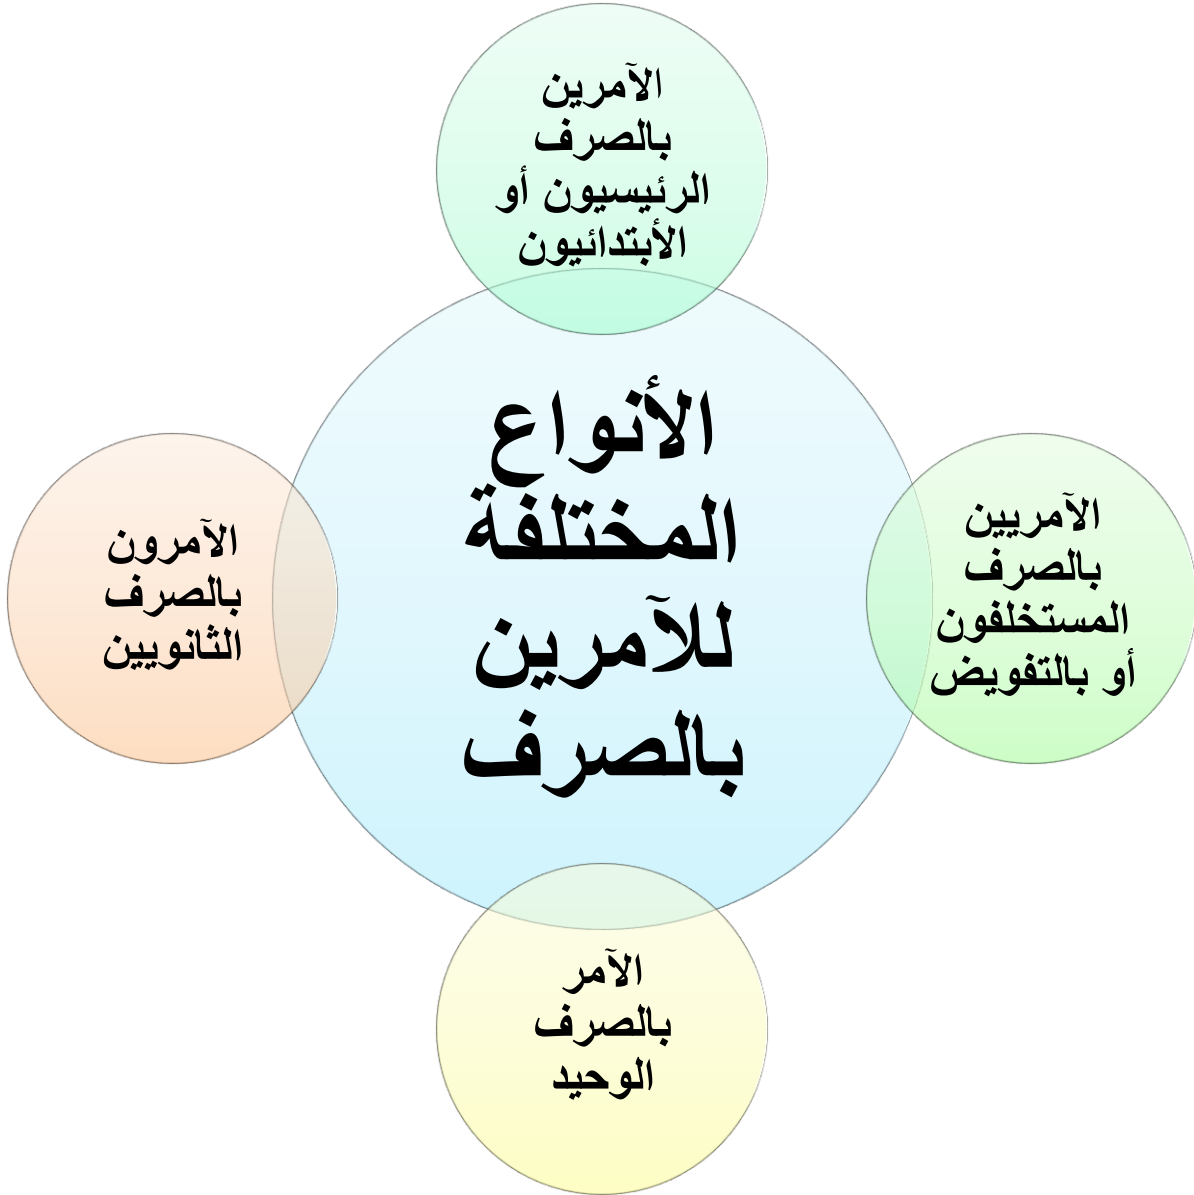 الآمرين
بالصرف
الرئيسيون أو
الأبتدائيون
الأنواع
المختلفة
للآمرين
بالصرف
الآمريين
بالصرف
المستخلفون
أو بالتفويض
الآمرون
بالصرف
الثانويين
الآمر
بالصرف
الوحيد